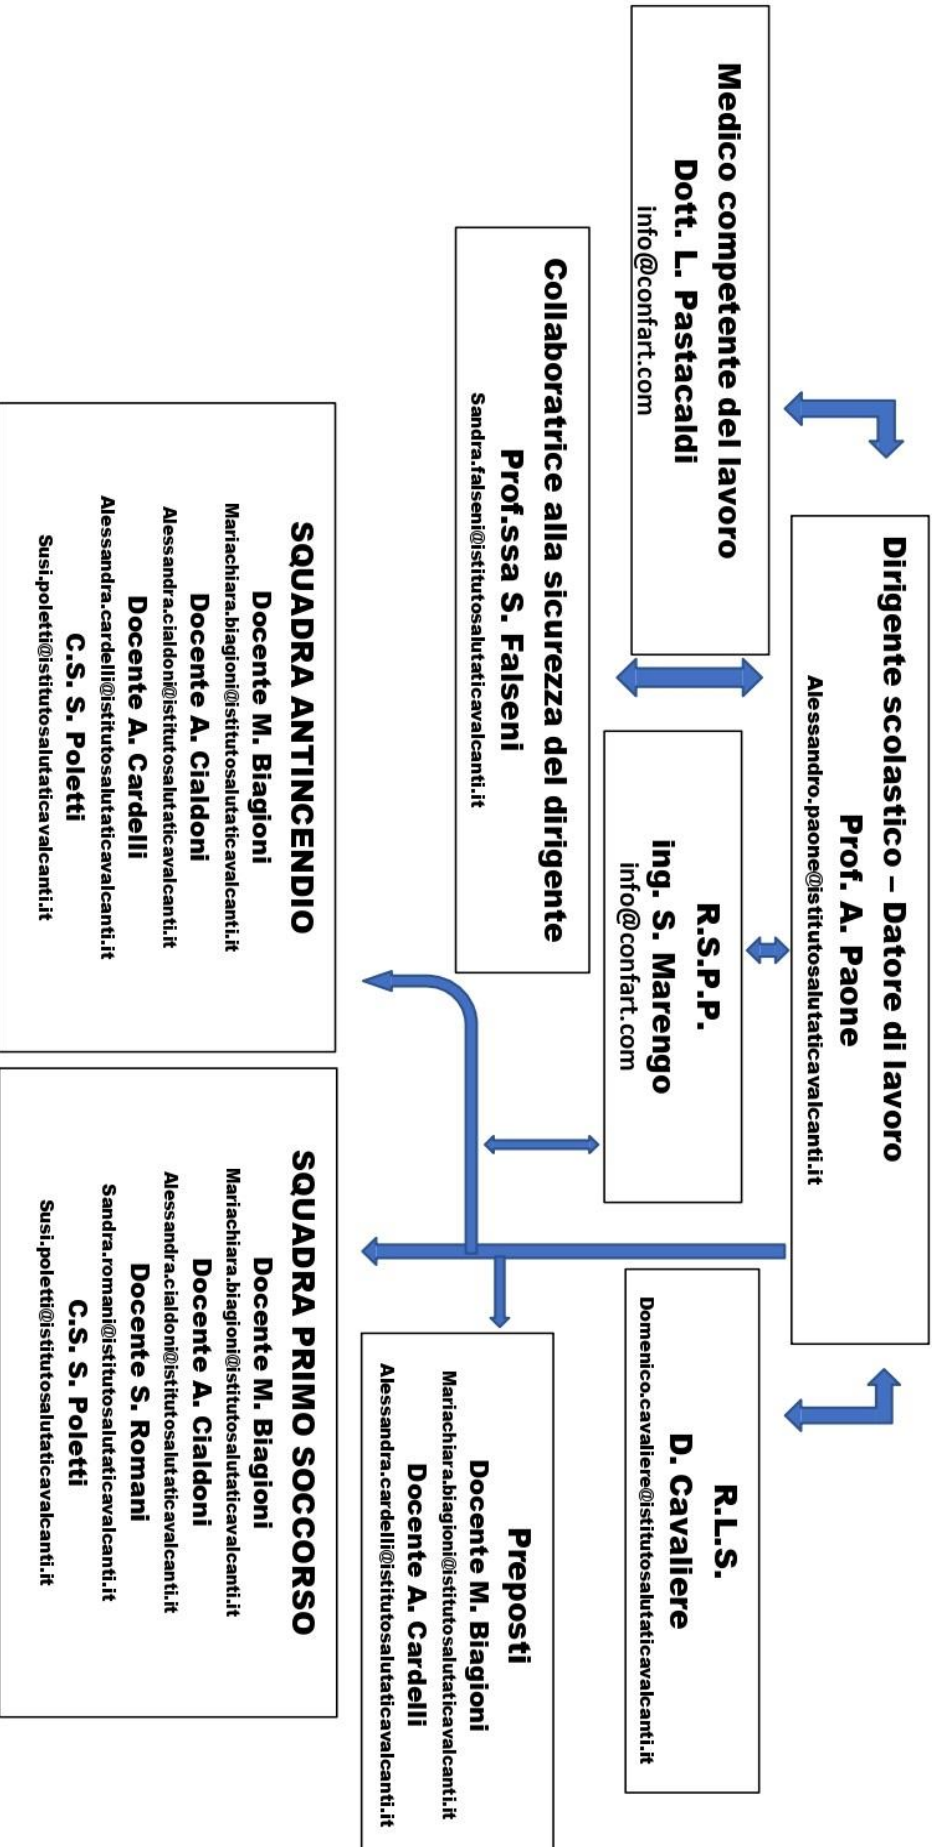 Dirigente scolastico – Datore di lavoro
Prof. A. Paone
Alessandro.paone@istitutosalutaticavalcanti.it
Medico competente del lavoro
Dott. L. Pastacaldi
info@confart.com
R.S.P.P.
ing. S. Marengo
info@confart.com
R.L.S.
D. Cavaliere
Domenico.cavaliere@istitutosalutaticavalcanti.it
Collaboratrice alla sicurezza del dirigente
Prof.ssa S. Falseni
Sandra.falseni@istitutosalutaticavalcanti.it
Preposti
Docente M. Biagioni
Mariachiara.biagioni@istitutosalutaticavalcanti.it
Docente A. Cardelli
Alessandra.cardelli@istitutosalutaticavalcanti.it
SQUADRA ANTINCENDIO
Docente M. Biagioni
Mariachiara.biagioni@istitutosalutaticavalcanti.it
Docente A. Cialdoni
Alessandra.cialdoni@istitutosalutaticavalcanti.it
Docente A. Cardelli
Alessandra.cardelli@istitutosalutaticavalcanti.it
C.S. S. Poletti
Susi.poletti@istitutosalutaticavalcanti.it
SQUADRA PRIMO SOCCORSO
Docente M. Biagioni
Mariachiara.biagioni@istitutosalutaticavalcanti.it
Docente A. Cialdoni
Alessandra.cialdoni@istitutosalutaticavalcanti.it
Docente S. Romani
Sandra.romani@istitutosalutaticavalcanti.it
C.S. S. Poletti
Susi.poletti@istitutosalutaticavalcanti.it